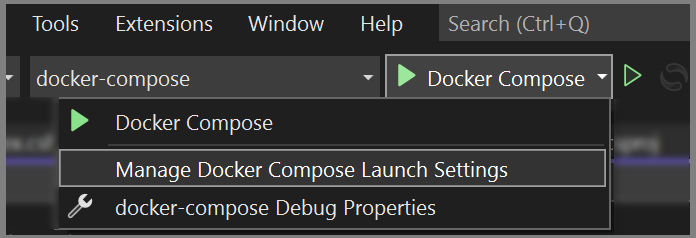 Tools Extensions Window Help Search (Ctrl+Q)
docker-compose Docker Compose
Docker Compose
Manage Docker Compose Launch Settings
docker-compose Debug Properties